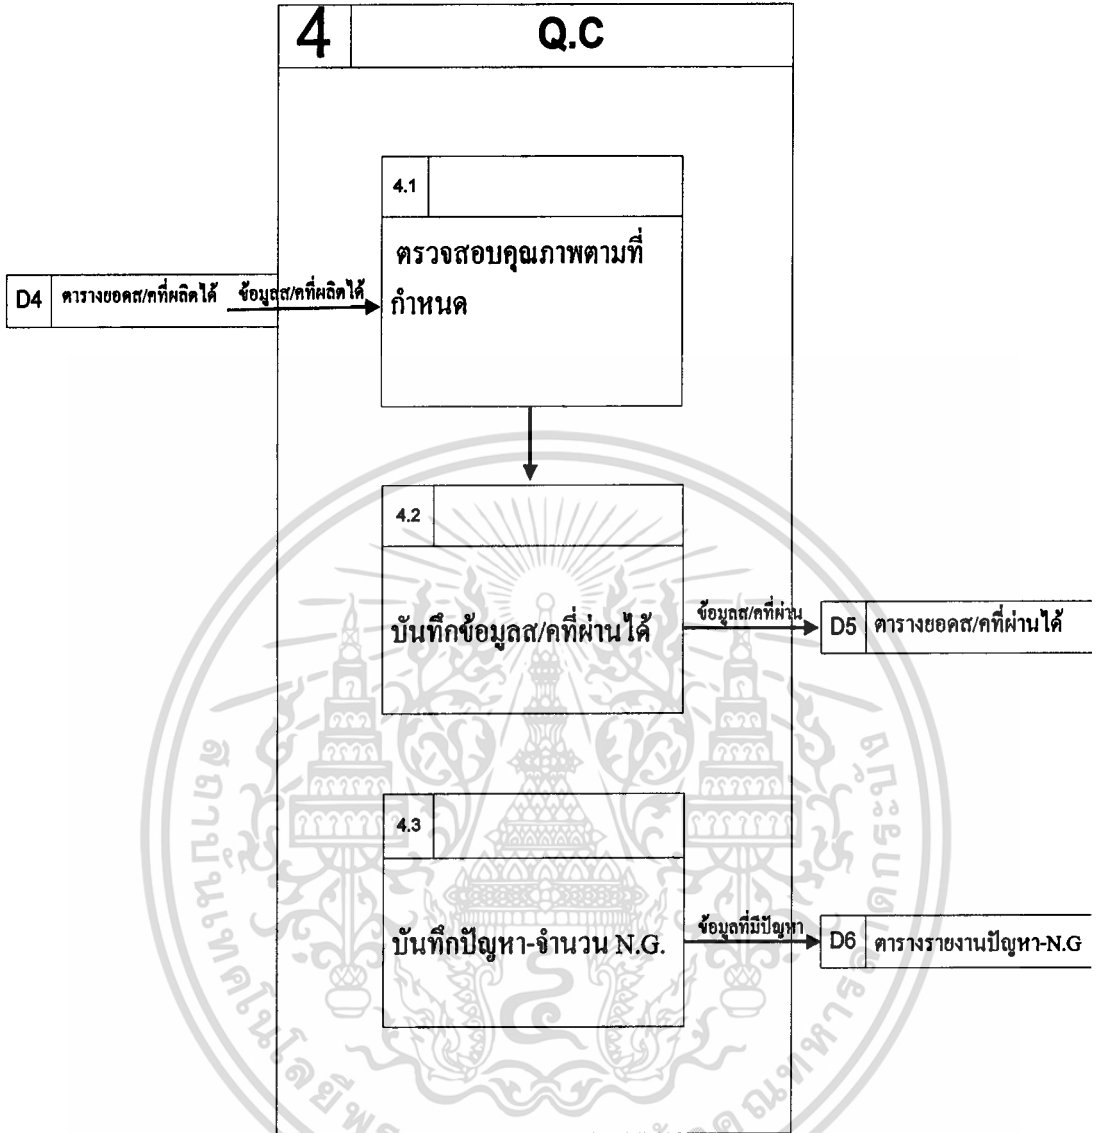 4 Q.C
4.1
ตรวจสอบคุณภาพตามที่
กำหนด
D4 ตารางยอดส/คที่ผลิตได้ ข้อมูลส/คที่ผลิตได้
4.2
บันทึกข้อมูลส/คที่ผ่านได้
ข้อมูลส/คที่ผ่าน
D5 ตารางยอดส/คที่ผ่านได้
4.3
บันทึกปัญหา-จำนวน N.G.
ข้อมูลที่มีปัญหา
D6 ตารางรายงานปัญหา-N.G